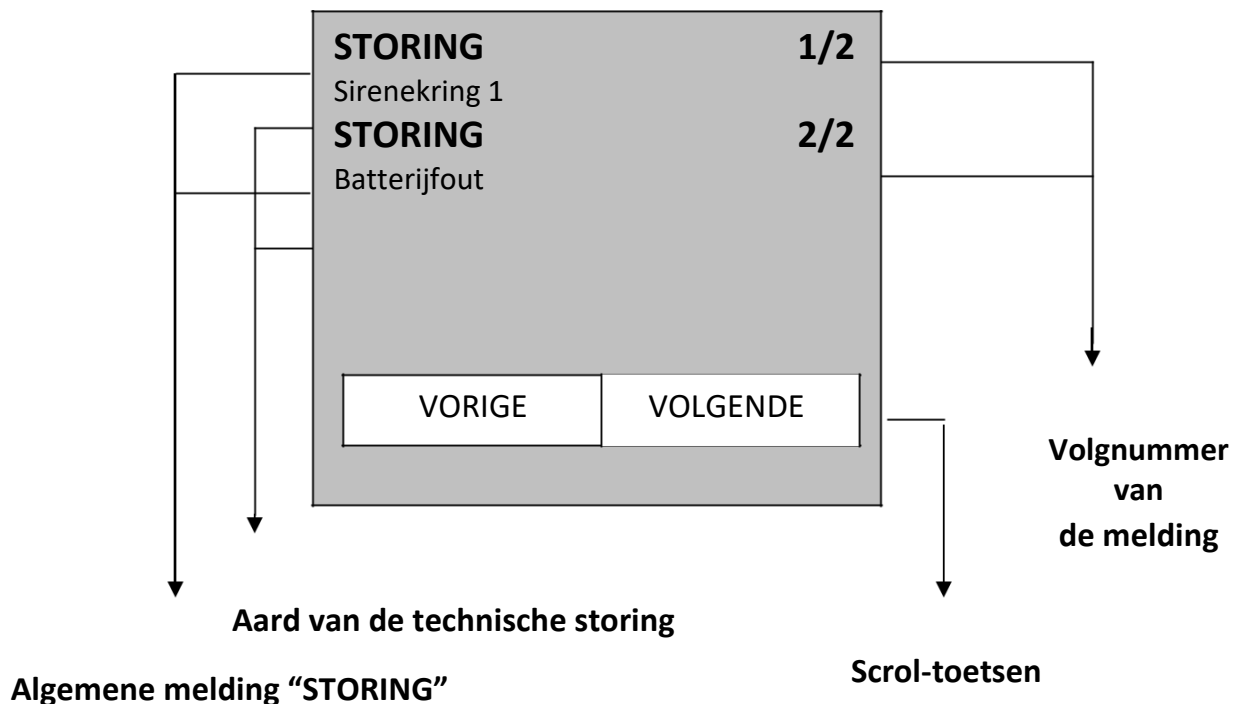 STORING 1/2
Sirenekring 1
STORING 2/2
Batterijfout
VORIGE VOLGENDE
Volgnummer
van
de melding
Aard van de technische storing
Scrol-toetsen
Algemene melding “STORING”